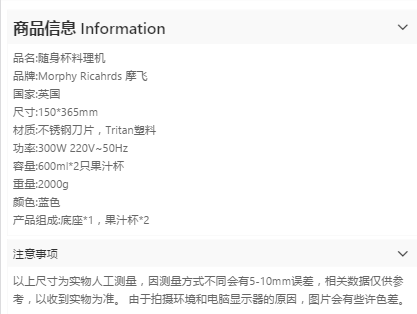 商品信息 Information
品名:随身杯料理机
品牌:Morphy Ricahrds 摩飞
国家:英国
尺寸:150*365mm
材质:不锈钢刀片，Tritan塑料
功率:300W 220V~50Hz
容量:600ml*2只果汁杯
重量:2000g
颜色:蓝色
产品组成:底座*1，果汁杯*2
注意事项
以上尺寸为实物人工测量，因测量方式不同会有5-10mm误差，相关数据仅供参
考，以收到实物为准。 由于拍摄环境和电脑显示器的原因，图片会有些许色差。